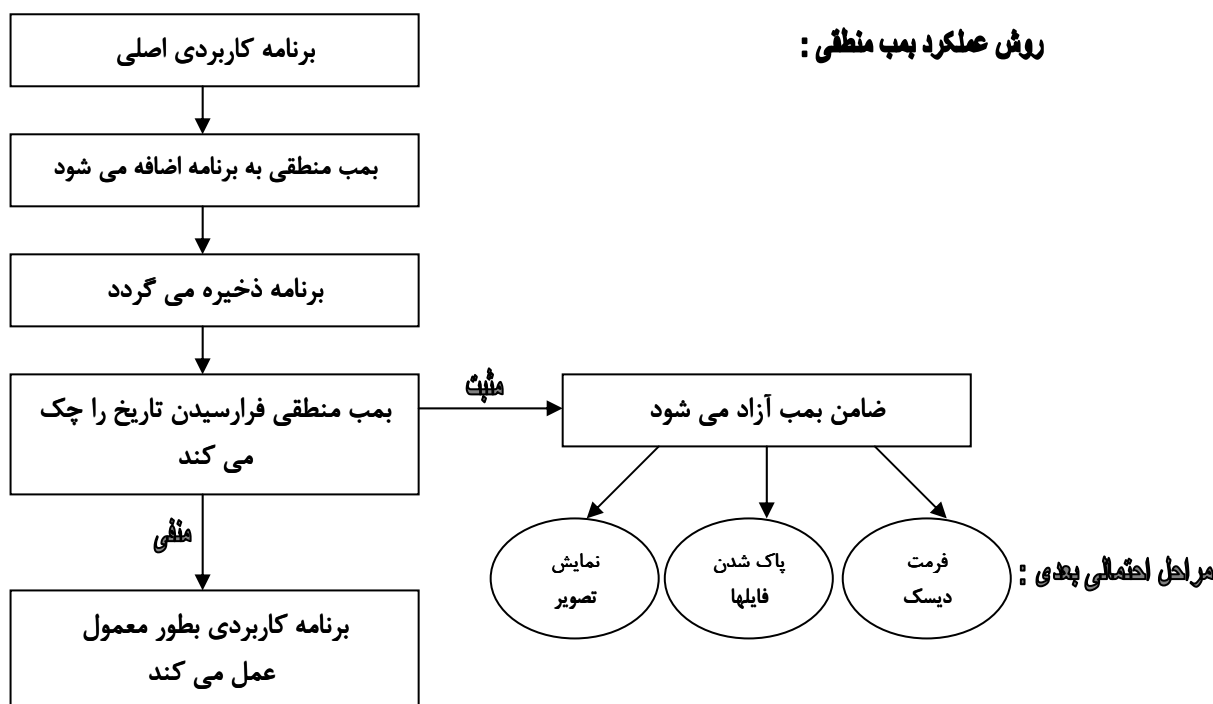 روش عملکرد بمب منطقی :
برنامه کاربردی اصلی
بمب منطقی به برنامه اضافه می شود
برنامه ذخیره می گردد
بمب منطقی فرارسیدن تاریخ را چک
می کند
مثبت
ضامن بمب آزاد می شود
منفی
مراحل احتمالی بعدی :
فرمت
دیسک
پاک شدن
فایلها
نمایش
تصویر
برنامه کاربردی بطور معمول
عمل می کند